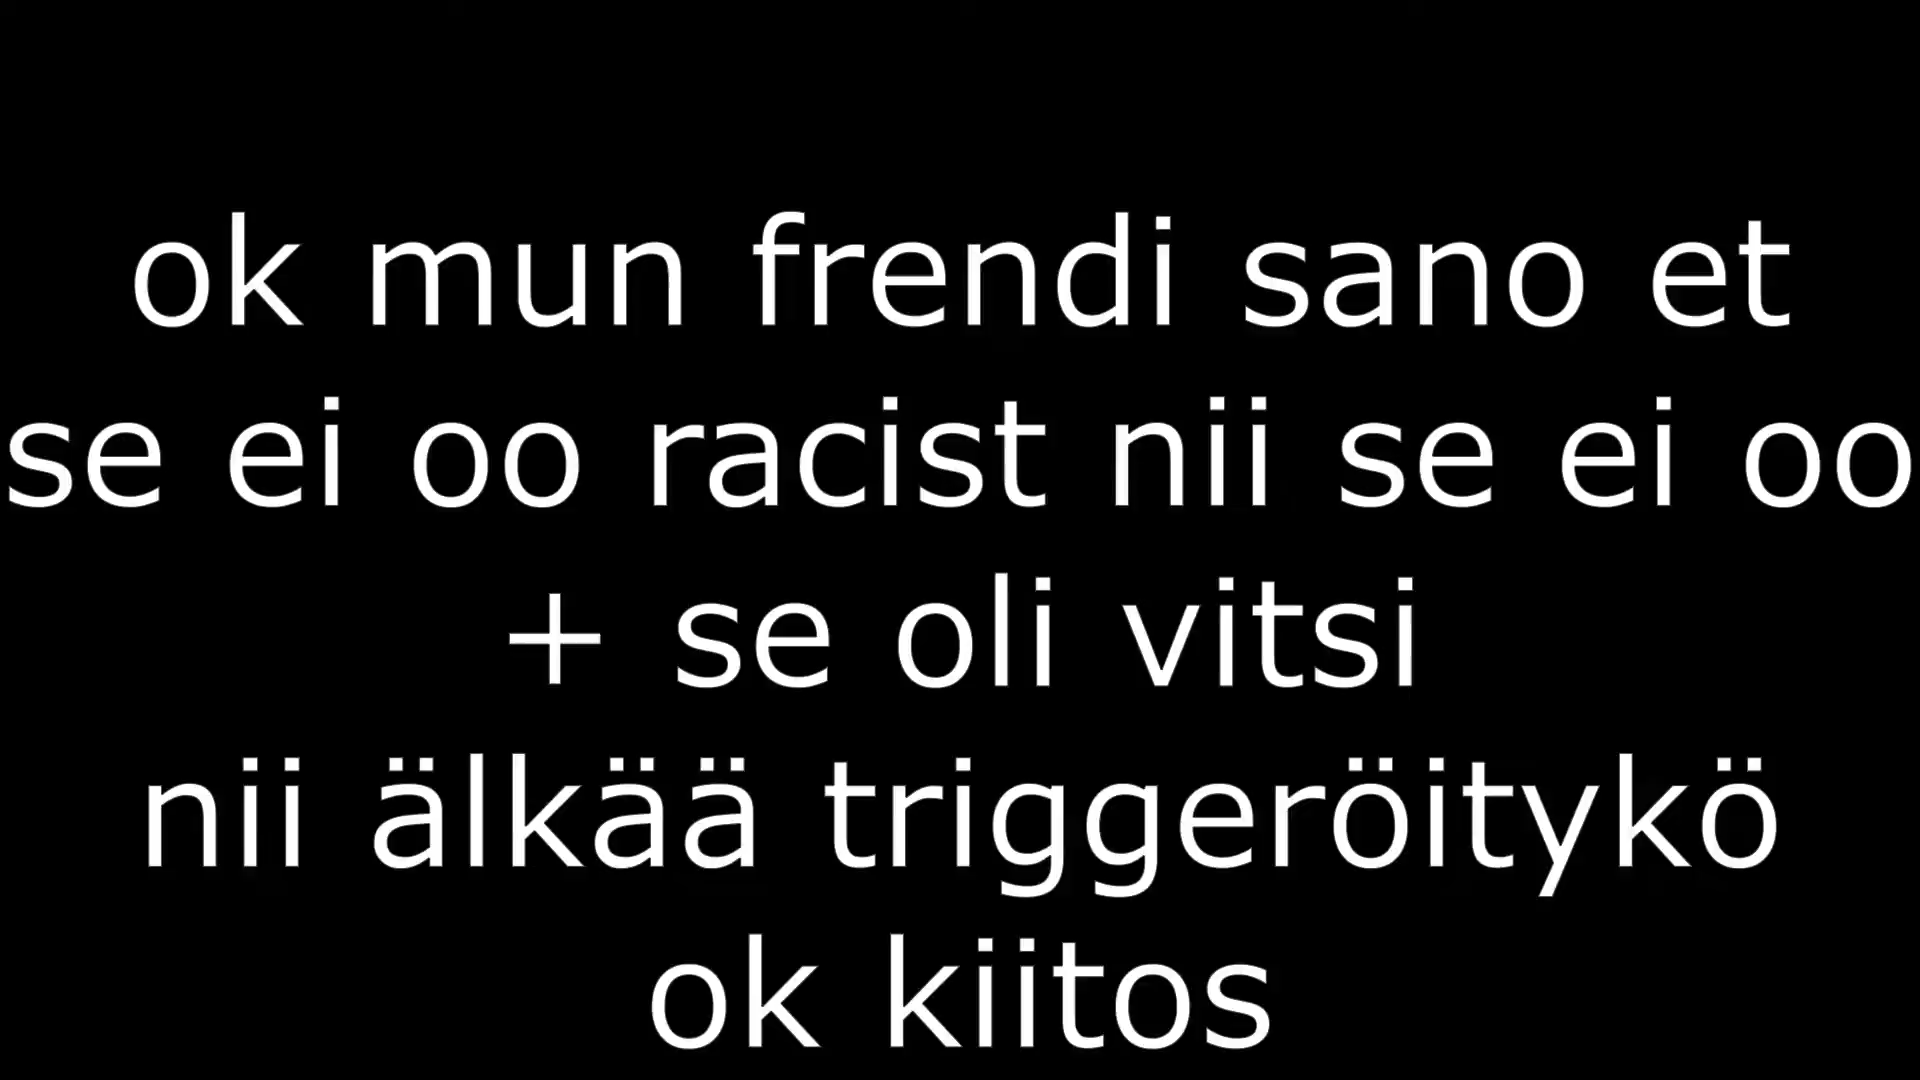 ok mun frendi sano et
se ei oo racist nii se ei oo
+ se oli vitsi
nii älkää triggeröitykö
ok kiitos